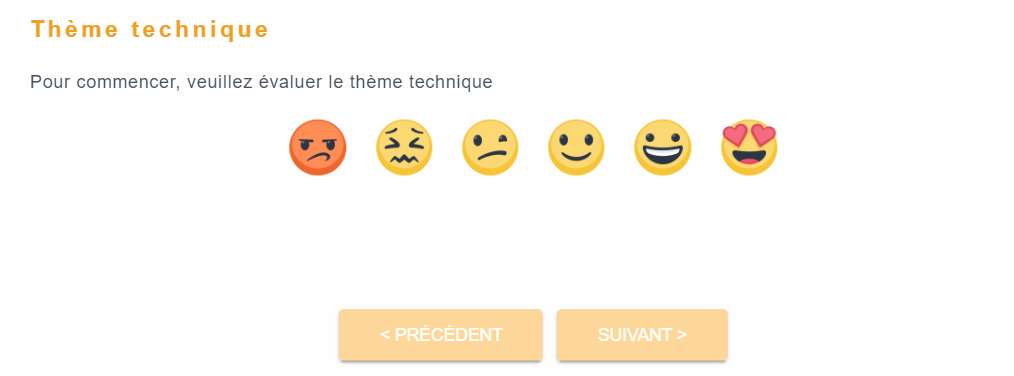 Thème technique
Pour commencer, veuillez évaluer le thème technique
< PRÉCÉDENT
SUIVANT >